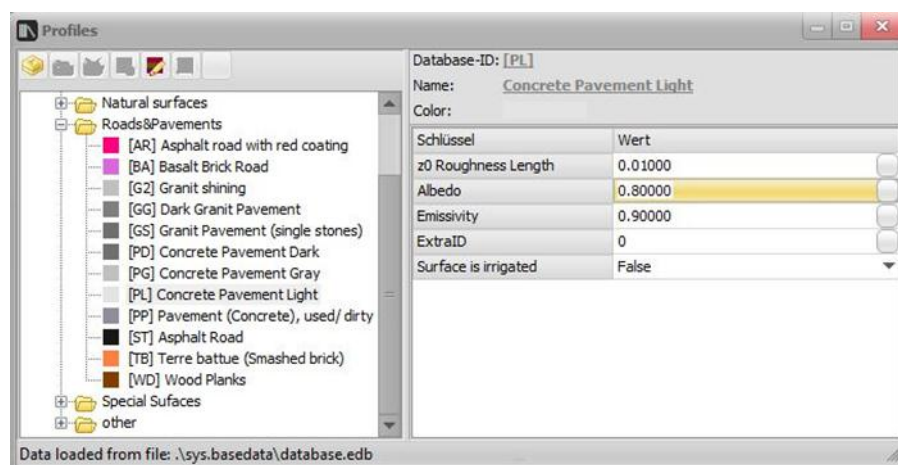 Profiles
Natural surfaces
Roads&Pavements
[AR] Asphalt road with red coating
[BA] Basalt Brick Road
[G2] Granit shining
[GG] Dark Granit Pavement
[GS] Granit Pavement (single stones)
[PD] Concrete Pavement Dark
[PG] Concrete Pavement Gray
[PL] Concrete Pavement Light
[PP] Pavement (Concrete), used/ dirty
[ST] Asphalt Road
[TB] Terre battue (Smashed brick)
[WD] Wood Planks
Special Sufaces
other
Database-ID: [PL]
Name: Concrete Pavement Light
Color:
Schlüssel Wert
z0 Roughness Length 0.01000
Albedo 0.80000
Emissivity 0.90000
ExtraID 0
Surface is irrigated False
Data loaded from file: .\sys.basedata\database.edb